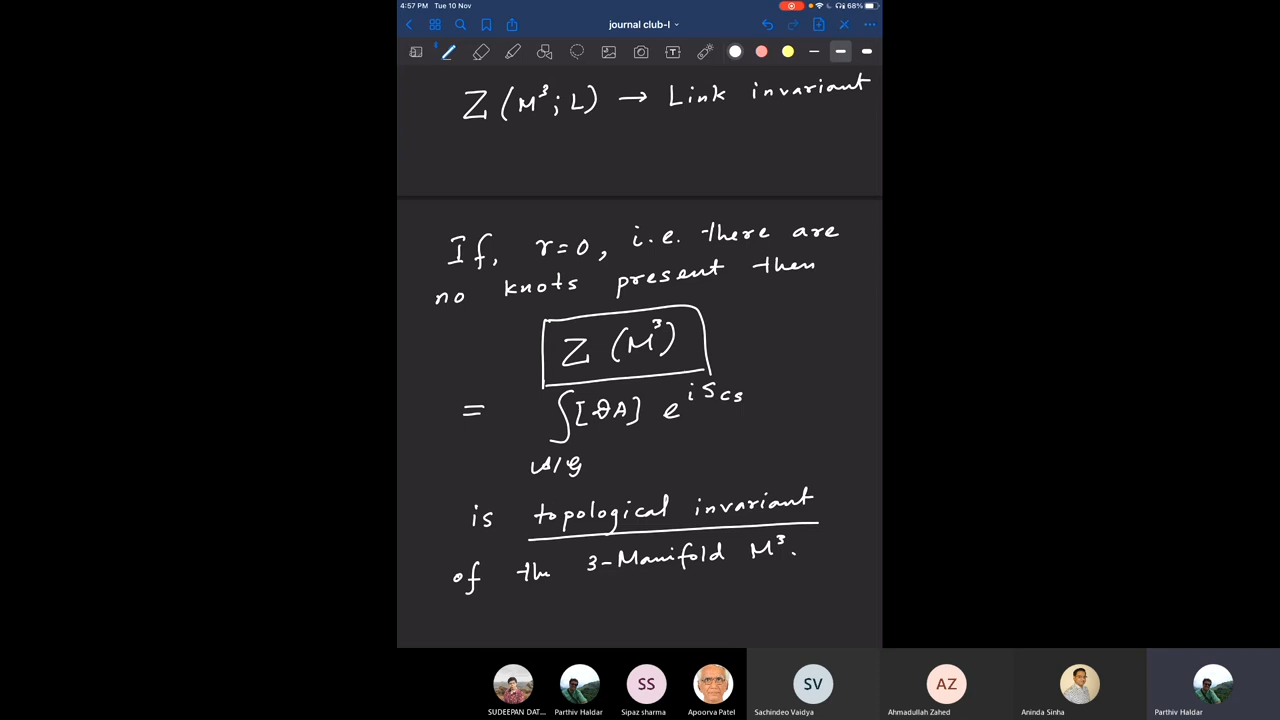 4:57 PM Tue 10 Nov
68%
journal club-I
Z (M³; L) → Link invariant
If, r=0, i.e. there are
no knots present then
Z (M³)
= ∫[𝒟A] e^{i S_{CS}}
𝒜/𝒢
is topological invariant
of the 3-Manifold M³.
SS
SV
AZ
SUDEEPAN DAT...
Parthiv Haldar
Sipaz sharma
Apoorva Patel
Sachindeo Vaidya
Ahmadullah Zahed
Aninda Sinha
Parthiv Haldar